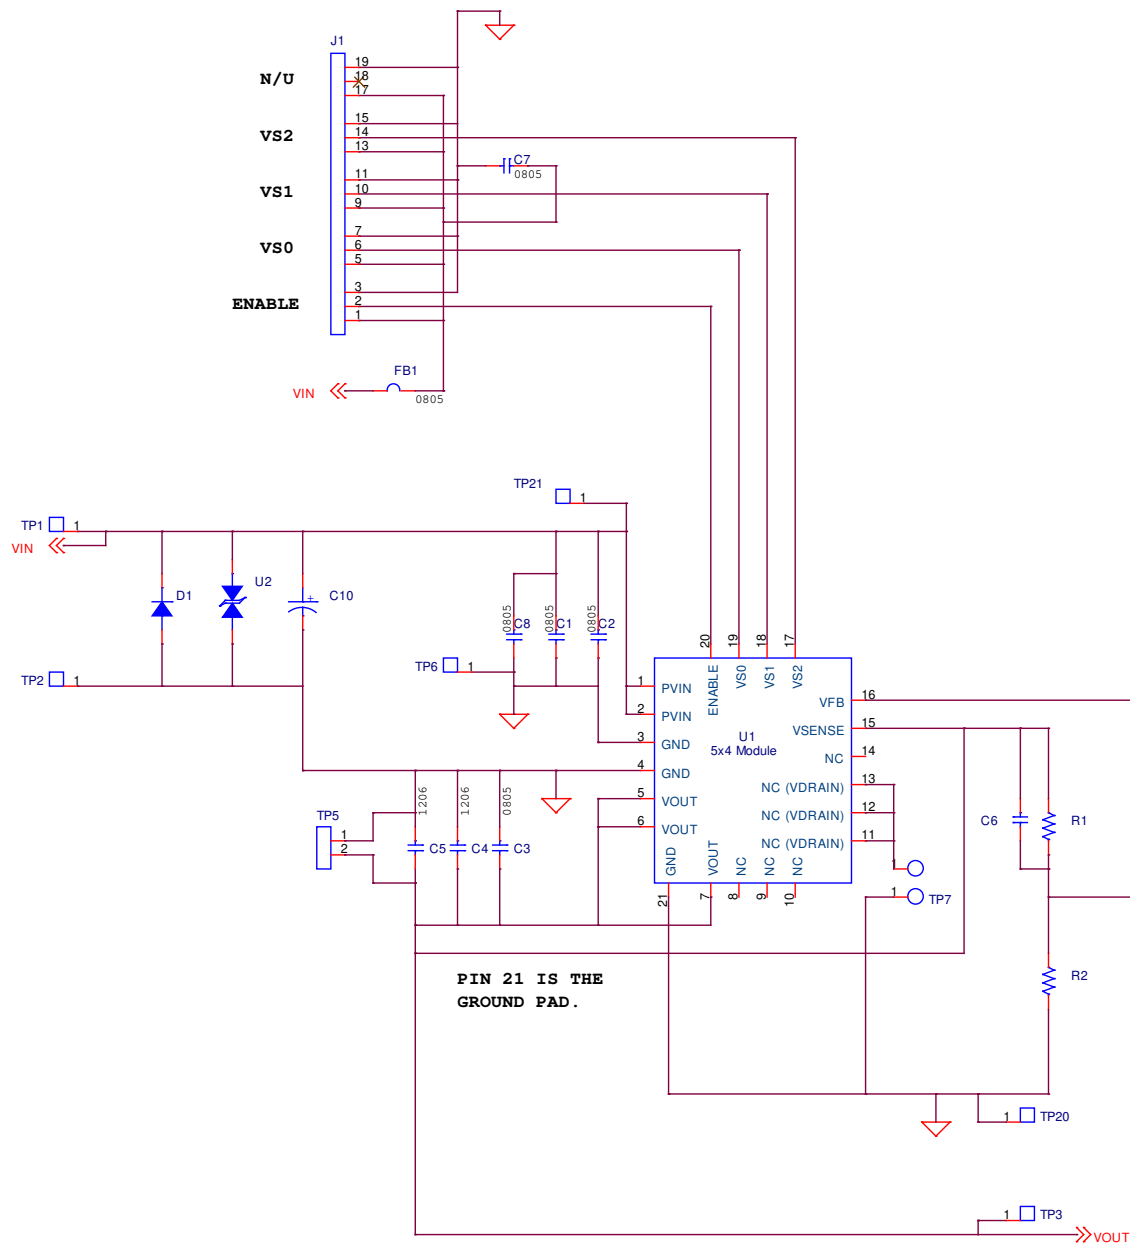 J1
19
N/U
18
17
15
VS2
14
13
C7
0805
11
VS1
10
9
7
VS0
6
5
3
ENABLE
2
1
FB1
VIN
0805
TP21
1
TP1
1
VIN
D1
U2
+
C10
0805
C8
0805
C1
0805
C2
TP6
1
TP2
1
20
19
18
17
ENABLE
VS0
VS1
VS2
1
PVIN
2
PVIN
3
GND
4
GND
5
VOUT
6
VOUT
U1
5x4 Module
VFB
16
VSENSE
15
NC
14
NC (VDRAIN)
13
NC (VDRAIN)
12
NC (VDRAIN)
11
GND
VOUT
NC
NC
NC
21
7
8
9
10
1206
1206
0805
TP5
1
2
C5
C4
C3
C6
R1
1
1
TP7
R2
PIN 21 IS THE
GROUND PAD.
1
TP20
1
TP3
VOUT